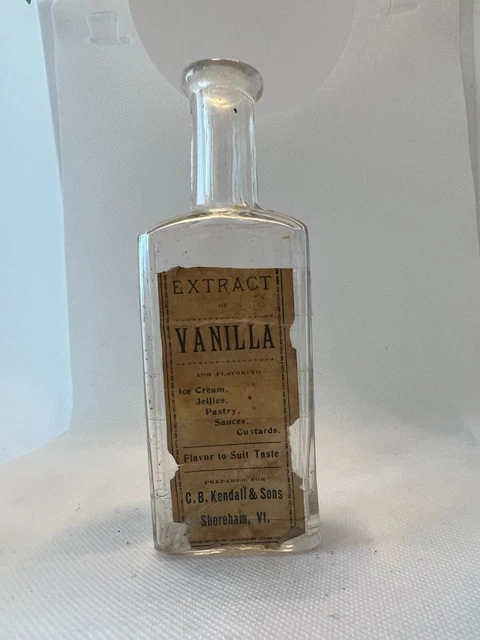 EXTRACT
OF
VANILLA
FOR FLAVORING
Ice Cream,
Jellies,
Pastry,
Sauces,
Custards.
Flavor to Suit Taste
PREPARED FOR
C. B. Kendall & Sons
Shoreham, Vt.